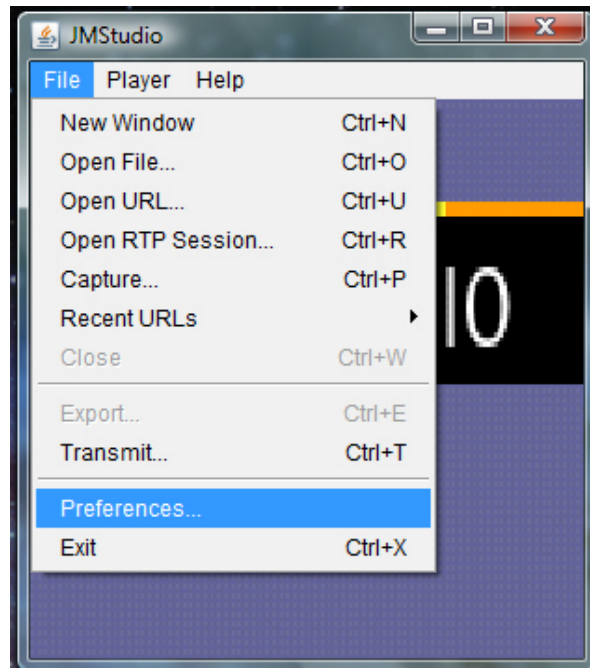 JMStudio
File Player Help
New Window Ctrl+N
Open File... Ctrl+O
Open URL... Ctrl+U
Open RTP Session... Ctrl+R
Capture... Ctrl+P
Recent URLs
Close Ctrl+W
Export... Ctrl+E
Transmit... Ctrl+T
Preferences...
Exit Ctrl+X
IO